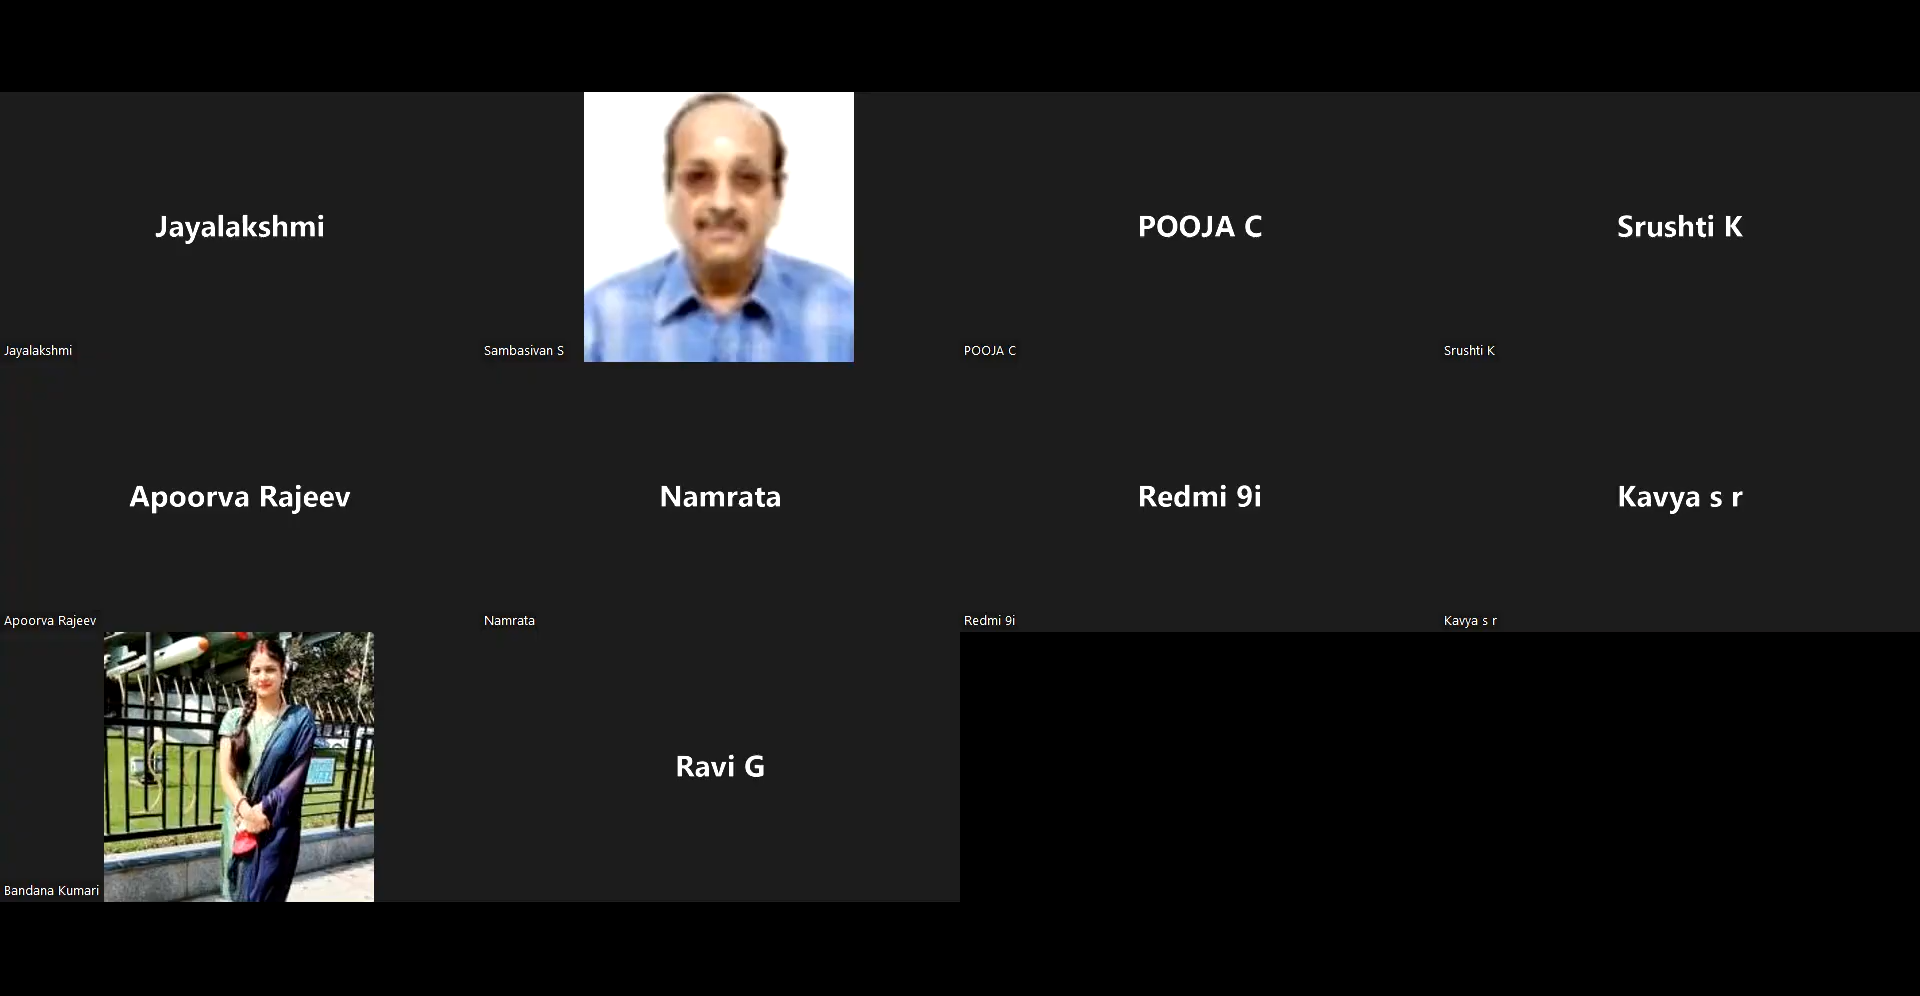 Jayalakshmi
Jayalakshmi
Sambasivan S
POOJA C
POOJA C
Srushti K
Srushti K
Apoorva Rajeev
Apoorva Rajeev
Namrata
Namrata
Redmi 9i
Redmi 9i
Kavya s r
Kavya s r
Bandana Kumari
Ravi G